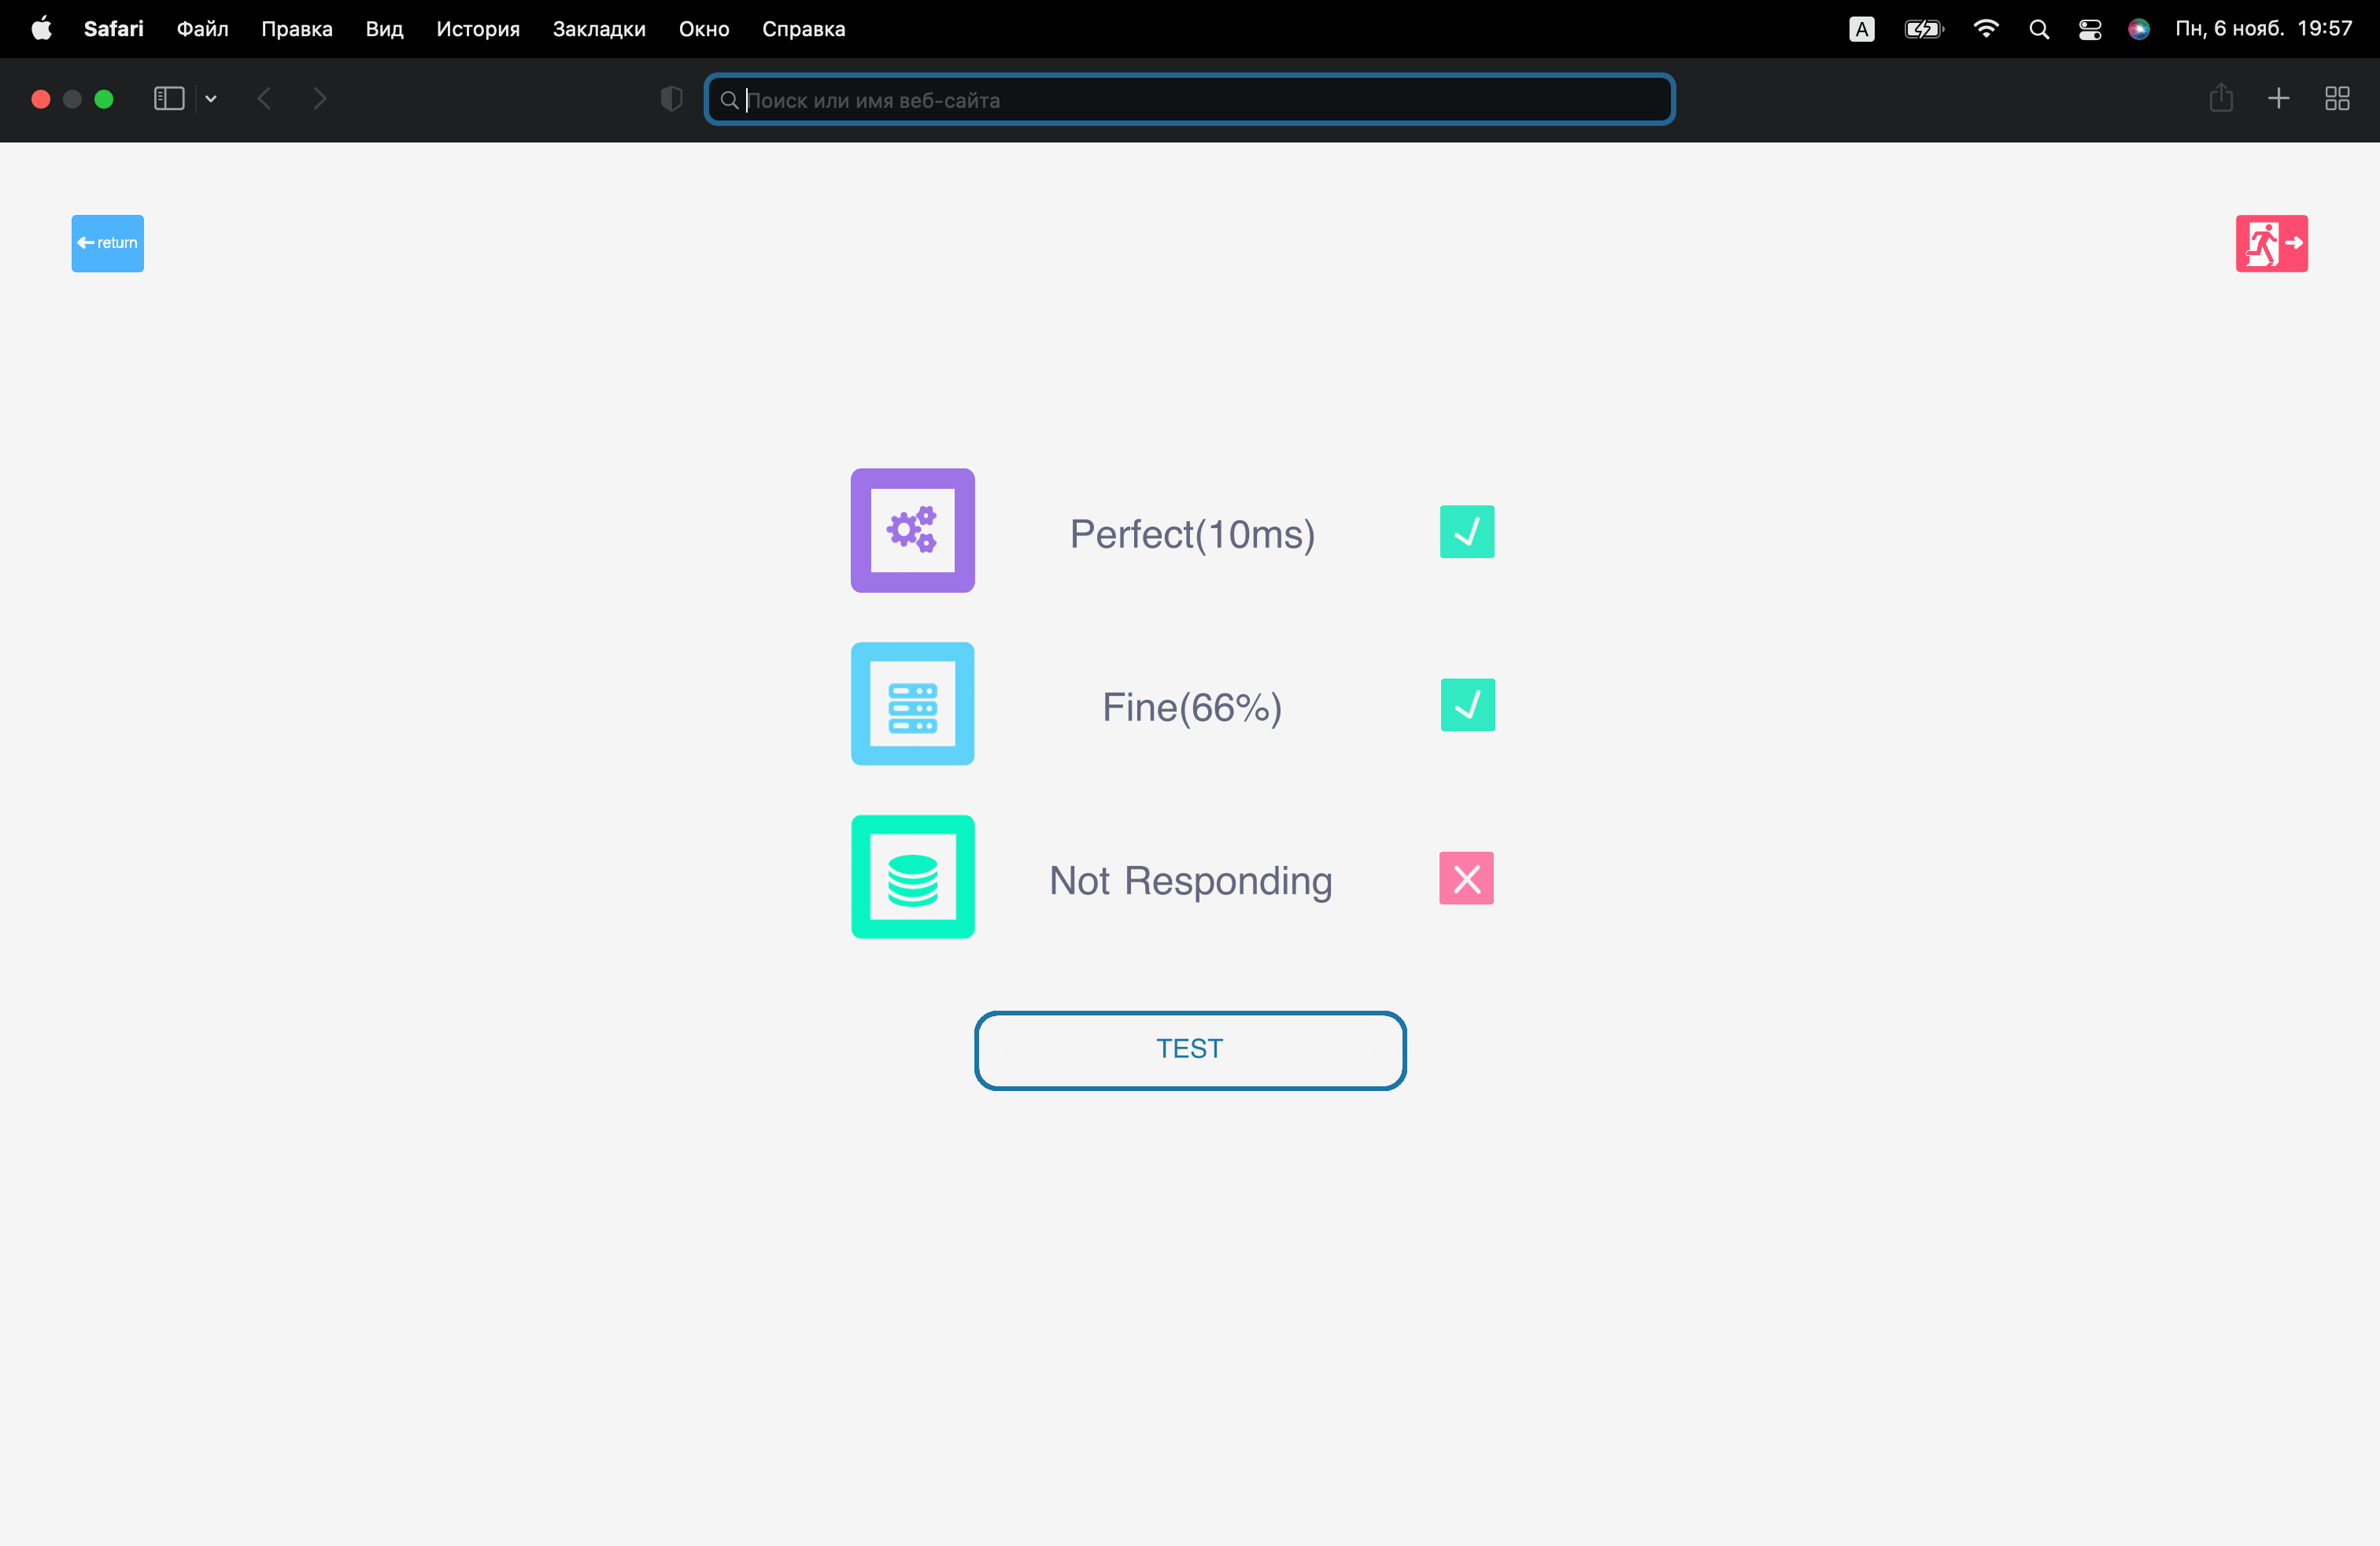 Safari Файл Правка Вид История Закладки Окно Справка A Пн, 6 нояб. 19:57
Поиск или имя веб-сайта
return
Perfect(10ms)
Fine(66%)
Not Responding
TEST